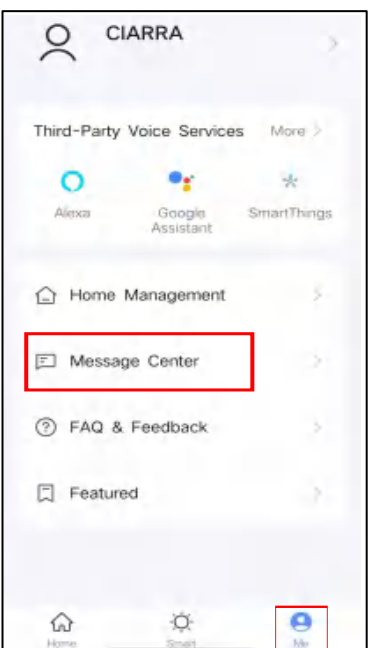 CIARRA
Third-Party Voice Services More
Alexa
Google Assistant
SmartThings
Home Management
Message Center
FAQ & Feedback
Featured
Home
Smart
Me